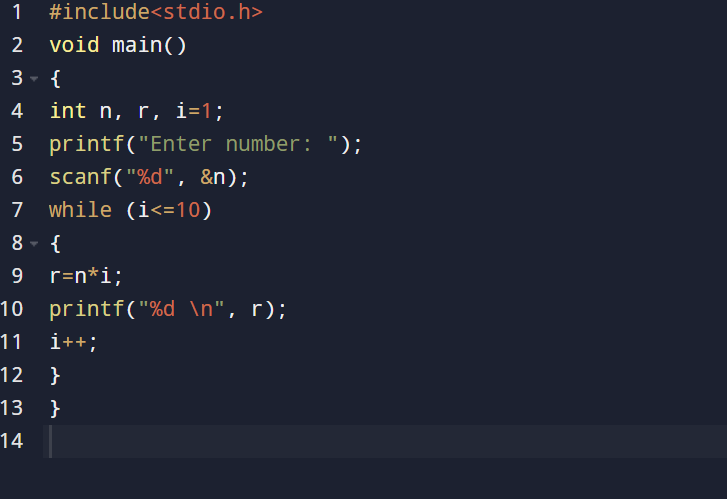 1 #include<stdio.h>
2 void main()
3 {
4 int n, r, i=1;
5 printf("Enter number: ");
6 scanf("%d", &n);
7 while (i<=10)
8 {
9 r=n*i;
10 printf("%d \n", r);
11 i++;
12 }
13 }
14